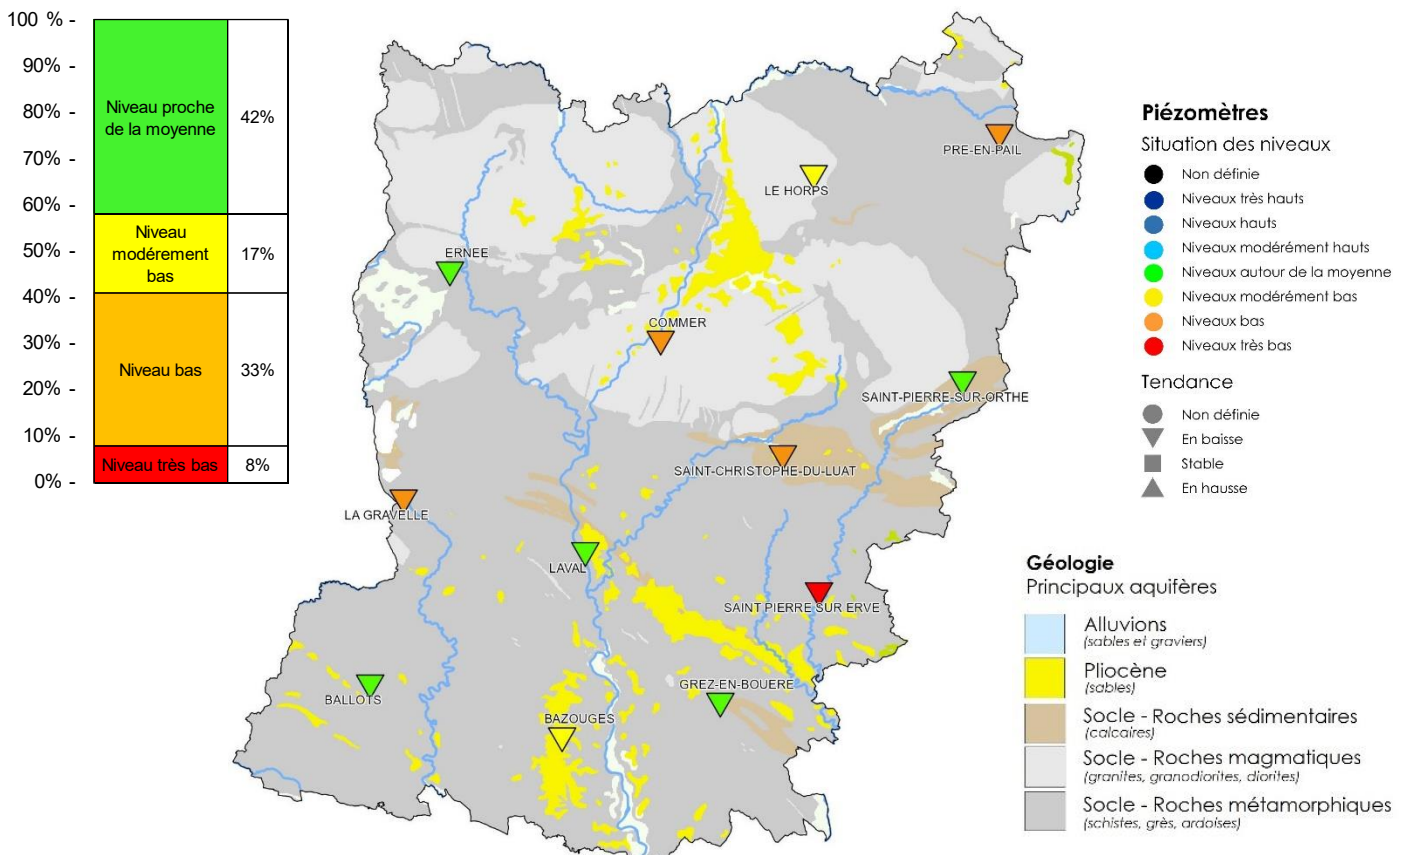 100 % -
90% -
80% -
70% -
60% -
50% -
40% -
30% -
20% -
10% -
0% -
Niveau proche
de la moyenne
42%
Niveau
modérement
bas
17%
Niveau bas
33%
Niveau très bas
8%
PRE-EN-PAIL
LE HORPS
ERNEE
COMMER
SAINT-PIERRE-SUR-ORTHE
SAINT-CHRISTOPHE-DU-LUAT
LA GRAVELLE
LAVAL
SAINT PIERRE SUR ERVE
BALLOTS
GREZ-EN-BOUERE
BAZOUGES
Piézomètres
Situation des niveaux
Non définie
Niveaux très hauts
Niveaux hauts
Niveaux modérément hauts
Niveaux autour de la moyenne
Niveaux modérément bas
Niveaux bas
Niveaux très bas
Tendance
Non définie
En baisse
Stable
En hausse
Géologie
Principaux aquifères
Alluvions
(sables et graviers)
Pliocène
(sables)
Socle - Roches sédimentaires
(calcaires)
Socle - Roches magmatiques
(granites, granodiorites, diorites)
Socle - Roches métamorphiques
(schistes, grès, ardoises)